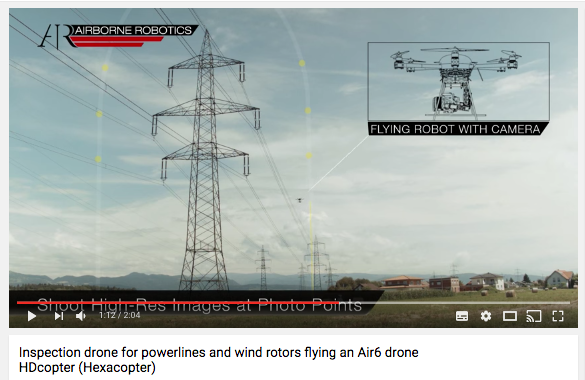 AIR AIRBORNE ROBOTICS
FLYING ROBOT WITH CAMERA
Shoot High-Res Images at Photo Points
1:12 / 2:04
Inspection drone for powerlines and wind rotors flying an Air6 drone
HDcopter (Hexacopter)